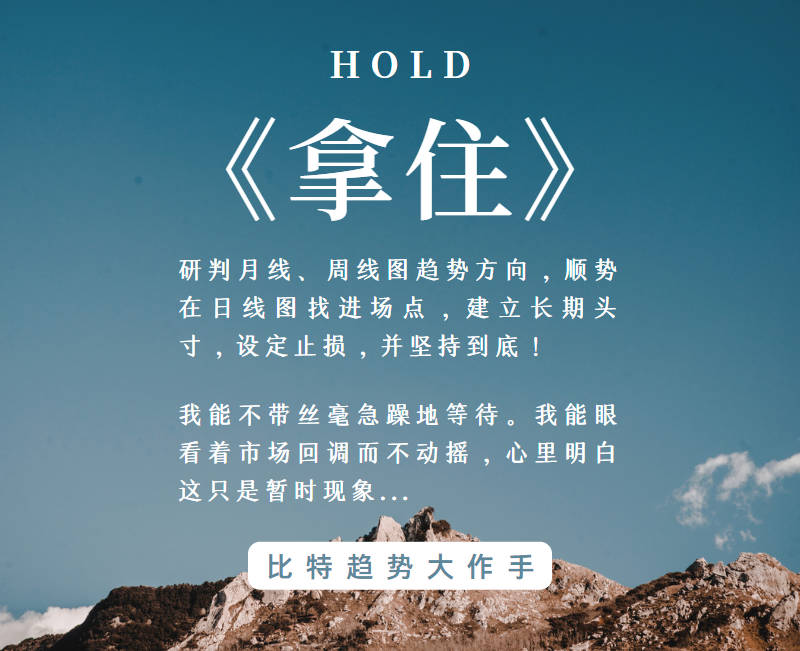 HOLD
《拿住》
研判月线、周线图趋势方向，顺势
在日线图找进场点，建立长期头
寸，设定止损，并坚持到底！
我能不带丝毫急躁地等待。我能眼
看着市场回调而不动摇，心里明白
这只是暂时现象...
比特趋势大作手